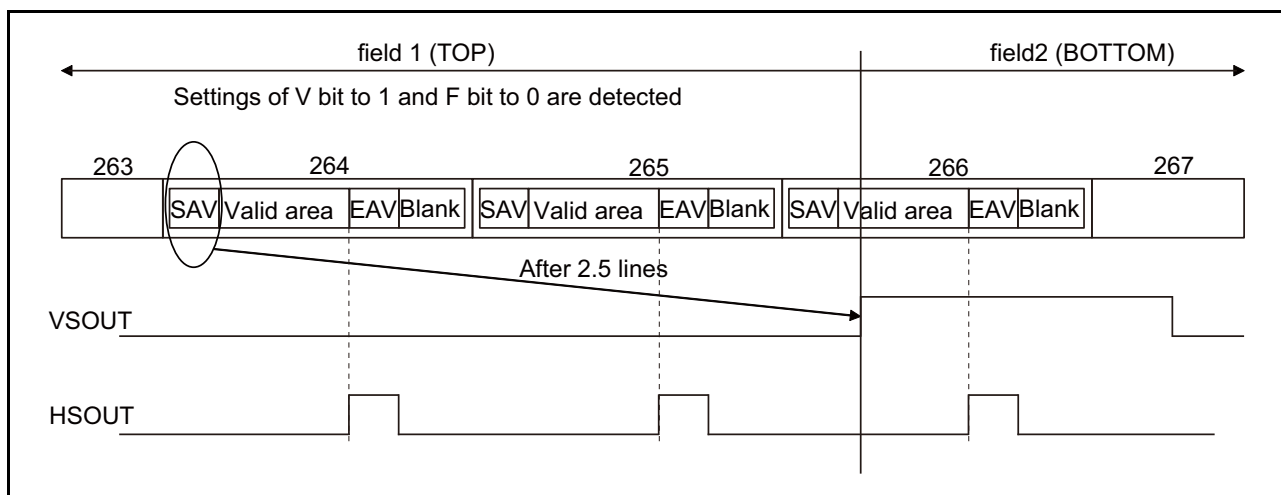 field 1 (TOP) field2 (BOTTOM)
Settings of V bit to 1 and F bit to 0 are detected
263 264 265 266 267
SAV Valid area EAV Blank SAV Valid area EAV Blank SAV Valid area EAV Blank
After 2.5 lines
VSOUT
HSOUT